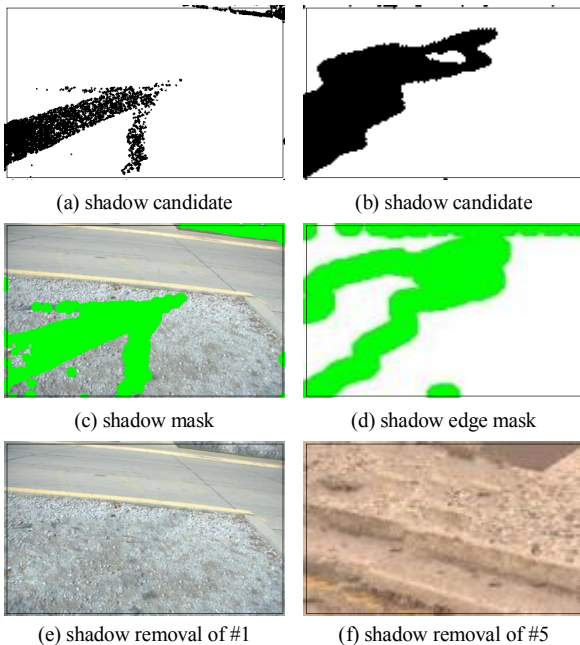 (a) shadow candidate
(b) shadow candidate
(c) shadow mask
(d) shadow edge mask
(e) shadow removal of #1
(f) shadow removal of #5